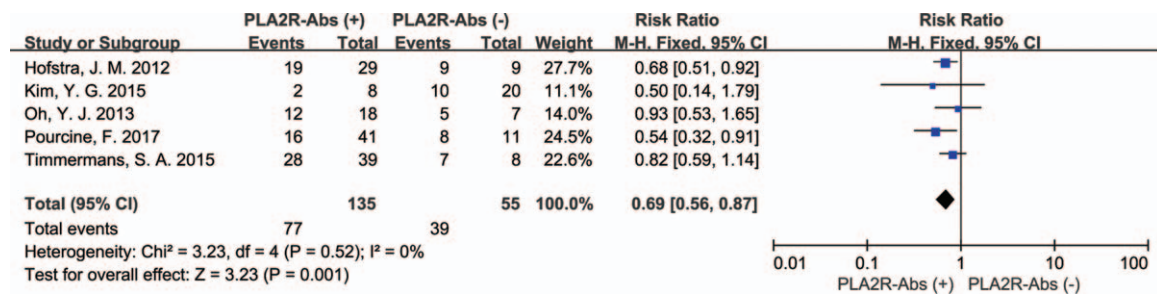 PLA2R-Abs (+) PLA2R-Abs (-) Risk Ratio Risk Ratio
Study or Subgroup Events Total Events Total Weight M-H. Fixed. 95% CI M-H. Fixed. 95% CI
Hofstra, J. M. 2012 19 29 9 9 27.7% 0.68 [0.51, 0.92]
Kim, Y. G. 2015 2 8 10 20 11.1% 0.50 [0.14, 1.79]
Oh, Y. J. 2013 12 18 5 7 14.0% 0.93 [0.53, 1.65]
Pourcine, F. 2017 16 41 8 11 24.5% 0.54 [0.32, 0.91]
Timmermans, S. A. 2015 28 39 7 8 22.6% 0.82 [0.59, 1.14]
Total (95% CI) 135 55 100.0% 0.69 [0.56, 0.87]
Total events 77 39
Heterogeneity: Chi² = 3.23, df = 4 (P = 0.52); I² = 0%
Test for overall effect: Z = 3.23 (P = 0.001)
0.01 0.1 1 10 100
PLA2R-Abs (+) PLA2R-Abs (-)